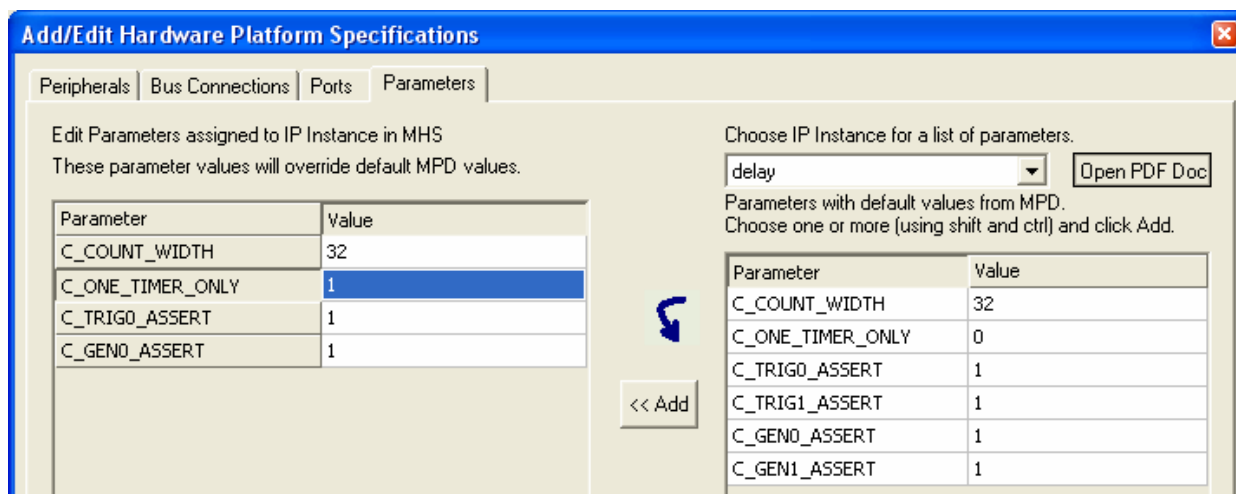 Add/Edit Hardware Platform Specifications
Peripherals Bus Connections Ports Parameters
Edit Parameters assigned to IP Instance in MHS
These parameter values will override default MPD values.
Parameter Value
C_COUNT_WIDTH 32
C_ONE_TIMER_ONLY 1
C_TRIG0_ASSERT 1
C_GEN0_ASSERT 1
<< Add
Choose IP Instance for a list of parameters.
delay Open PDF Doc
Parameters with default values from MPD.
Choose one or more (using shift and ctrl) and click Add.
Parameter Value
C_COUNT_WIDTH 32
C_ONE_TIMER_ONLY 0
C_TRIG0_ASSERT 1
C_TRIG1_ASSERT 1
C_GEN0_ASSERT 1
C_GEN1_ASSERT 1